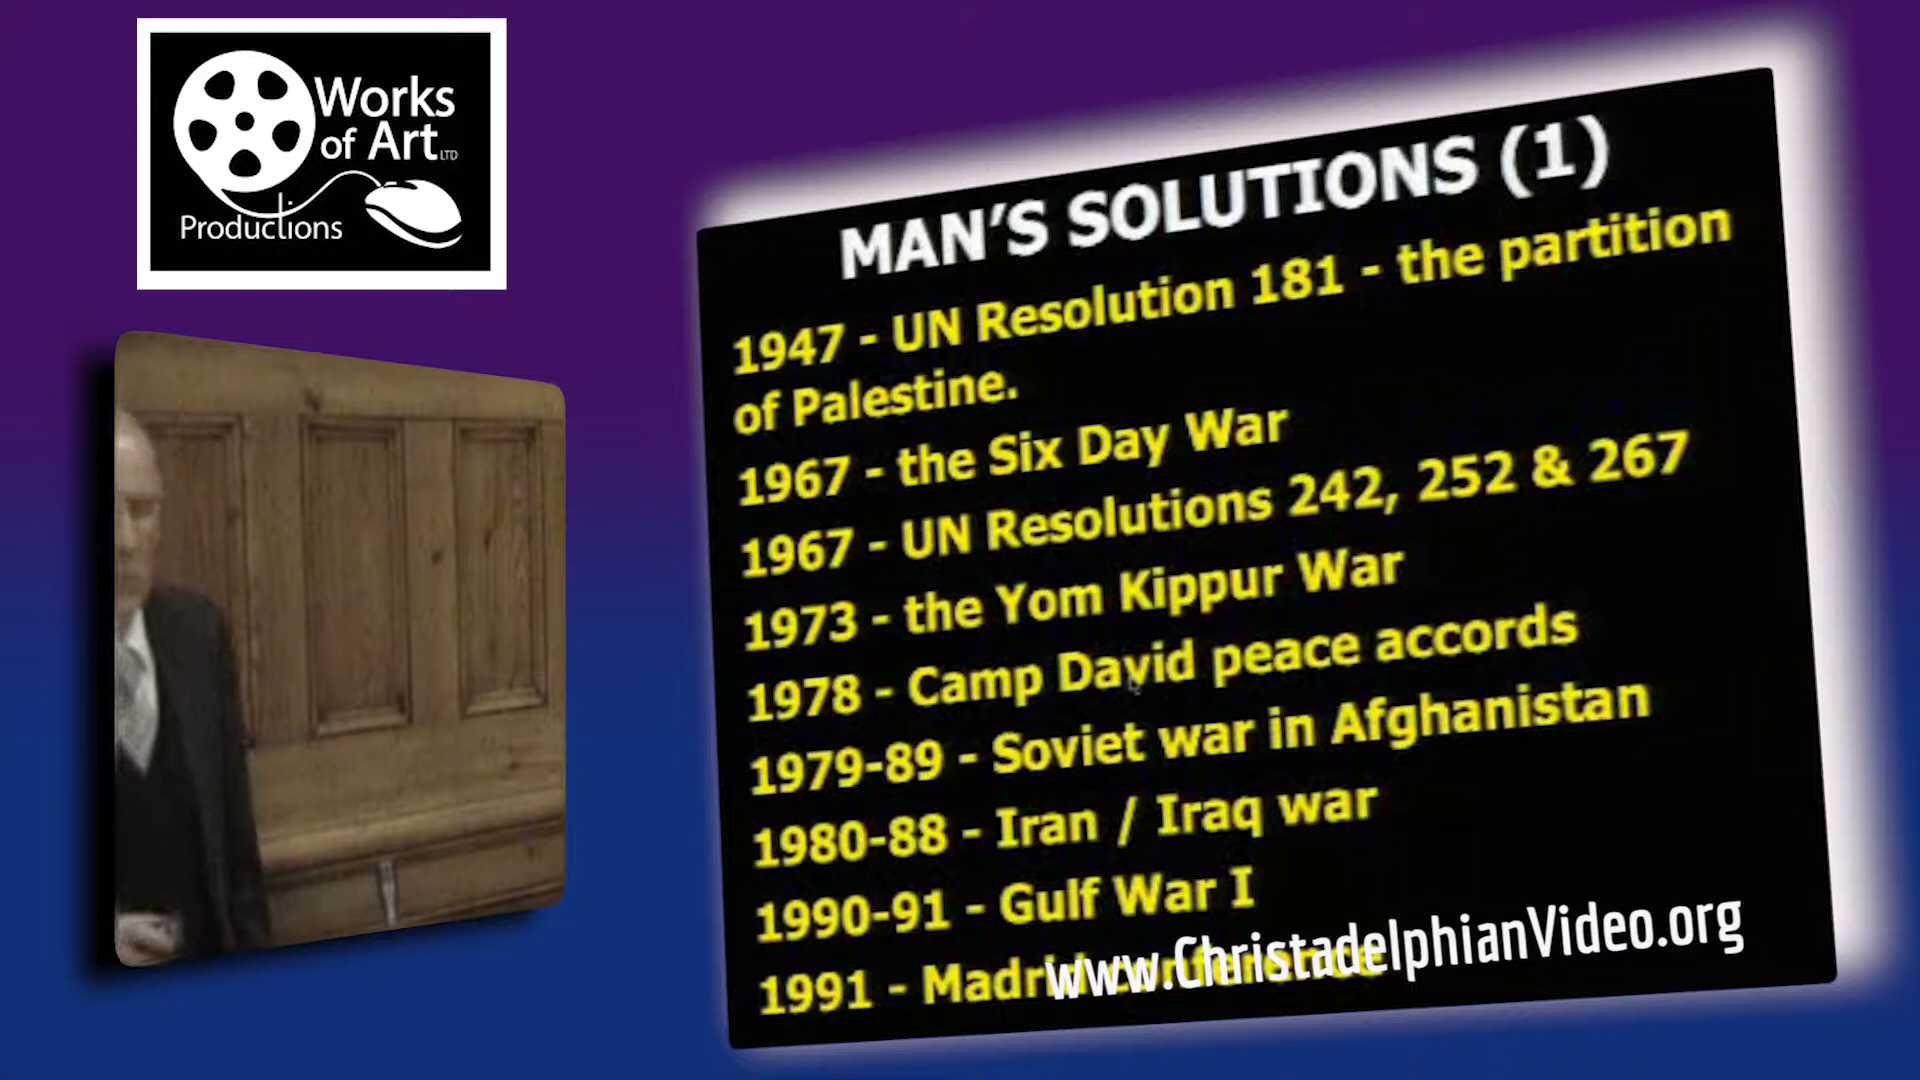 Works
of Art LTD
Productions
MAN'S SOLUTIONS (1)
1947 - UN Resolution 181 - the partition
of Palestine.
1967 - the Six Day War
1967 - UN Resolutions 242, 252 & 267
1973 - the Yom Kippur War
1978 - Camp David peace accords
1979-89 - Soviet war in Afghanistan
1980-88 - Iran / Iraq war
1990-91 - Gulf War I
1991 - Madrid conference
www.ChristadelphianVideo.org